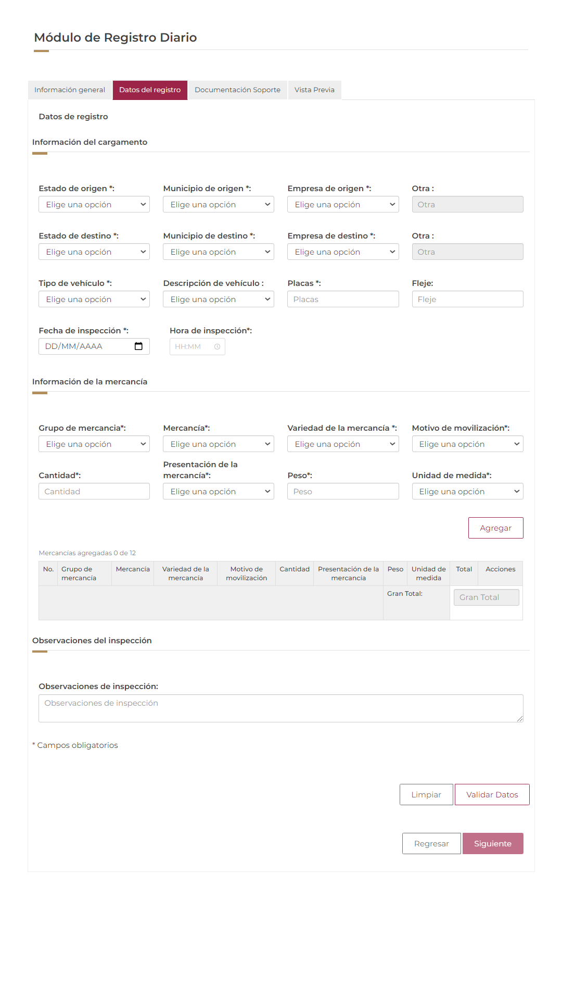 Módulo de Registro Diario
Información general Datos del registro Documentación Soporte Vista Previa
Datos de registro
Información del cargamento
Estado de origen *: Municipio de origen *: Empresa de origen *: Otra :
Elige una opción Elige una opción Elige una opción Otra
Estado de destino *: Municipio de destino *: Empresa de destino *: Otra :
Elige una opción Elige una opción Elige una opción Otra
Tipo de vehículo *: Descripción de vehículo : Placas *: Fleje:
Elige una opción Elige una opción Placas Fleje
Fecha de inspección *: Hora de inspección*:
DD/MM/AAAA HH:MM
Información de la mercancía
Grupo de mercancia*: Mercancía*: Variedad de la mercancía *: Motivo de movilización*:
Elige una opción Elige una opción Elige una opción Elige una opción
Cantidad*: Presentación de la mercancía*: Peso*: Unidad de medida*:
Cantidad Elige una opción Peso Elige una opción
Agregar
Mercancías agregadas 0 de 12
No. Grupo de mercancía Mercancía Variedad de la mercancía Motivo de movilización Cantidad Presentación de la mercancía Peso Unidad de medida Total Acciones
Gran Total: Gran Total
Observaciones del inspección
Observaciones de inspección:
Observaciones de inspección
* Campos obligatorios
Limpiar Validar Datos
Regresar Siguiente